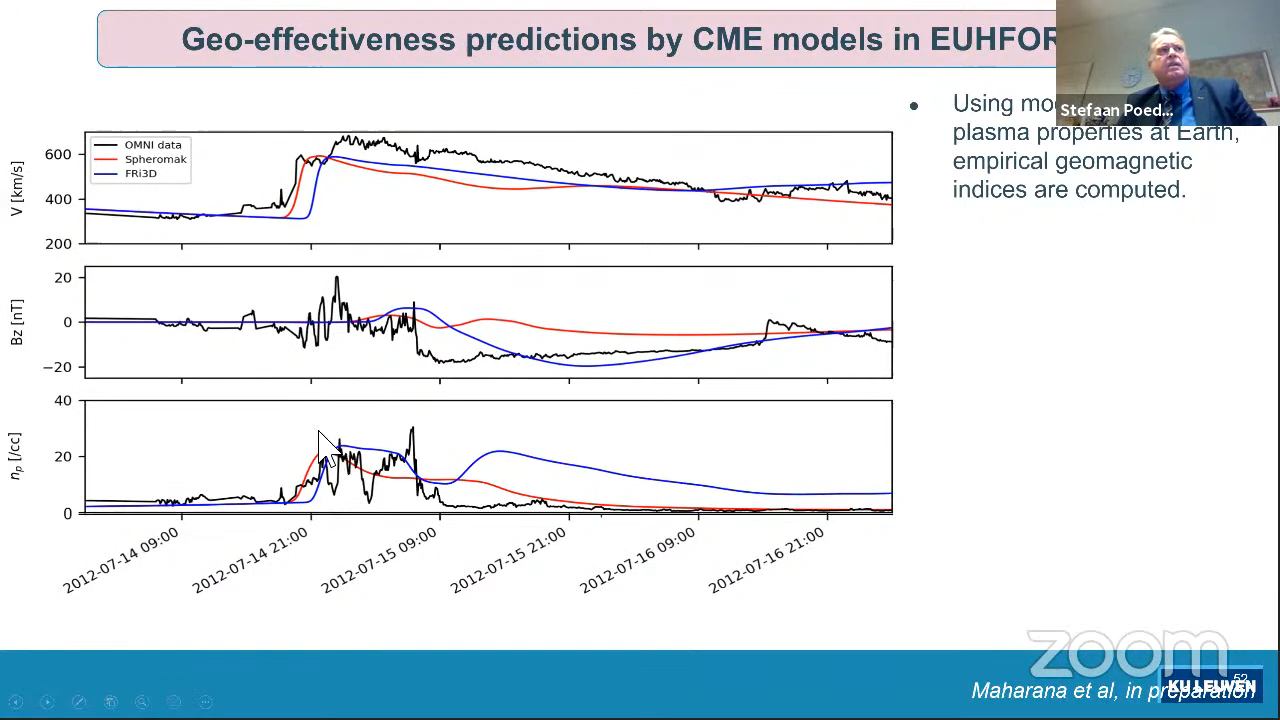 Geo-effectiveness predictions by CME models in EUHFOR
Stefaan Poed...
● Using mo
plasma properties at Earth,
empirical geomagnetic
indices are computed.
OMNI data
Spheromak
FRi3D
V [km/s]
600
400
200
Bz [nT]
20
0
−20
n_p [/cc]
40
20
0
2012-07-14 09:00
2012-07-14 21:00
2012-07-15 09:00
2012-07-15 21:00
2012-07-16 09:00
2012-07-16 21:00
zoom
52
KU LEUVEN
Maharana et al, in preparation